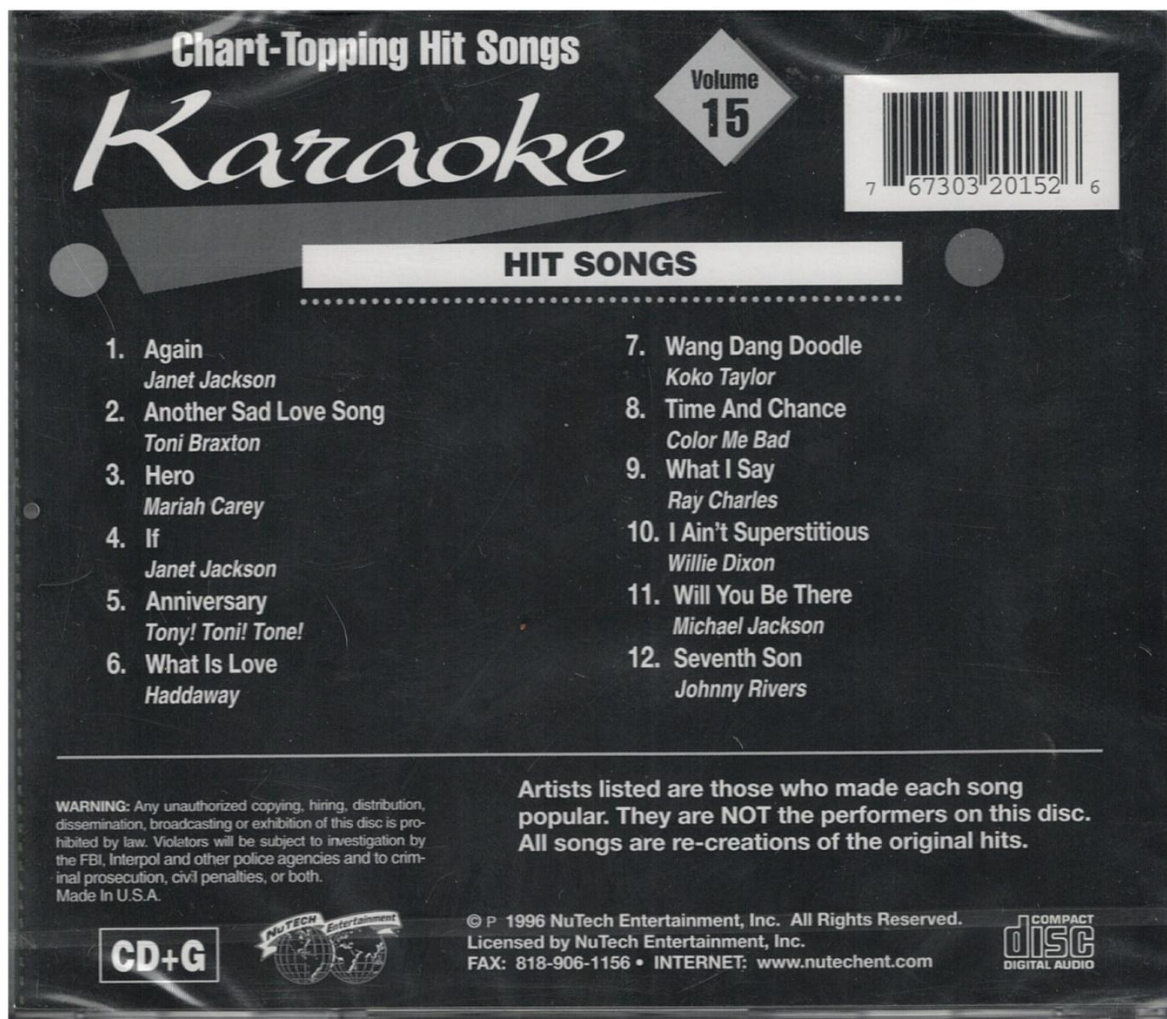 Chart-Topping Hit Songs
Karaoke
Volume
15
7 67303 20152 6
HIT SONGS
1. Again
Janet Jackson
2. Another Sad Love Song
Toni Braxton
3. Hero
Mariah Carey
4. If
Janet Jackson
5. Anniversary
Tony! Toni! Tone!
6. What Is Love
Haddaway
7. Wang Dang Doodle
Koko Taylor
8. Time And Chance
Color Me Bad
9. What I Say
Ray Charles
10. I Ain't Superstitious
Willie Dixon
11. Will You Be There
Michael Jackson
12. Seventh Son
Johnny Rivers
WARNING: Any unauthorized copying, hiring, distribution,
dissemination, broadcasting or exhibition of this disc is pro-
hibited by law. Violators will be subject to investigation by
the FBI, Interpol and other police agencies and to crim-
inal prosecution, civil penalties, or both.
Made In U.S.A.
Artists listed are those who made each song
popular. They are NOT the performers on this disc.
All songs are re-creations of the original hits.
CD+G
NuTECH Entertainment
© P 1996 NuTech Entertainment, Inc. All Rights Reserved.
Licensed by NuTech Entertainment, Inc.
FAX: 818-906-1156 • INTERNET: www.nutechent.com
COMPACT
disc
DIGITAL AUDIO